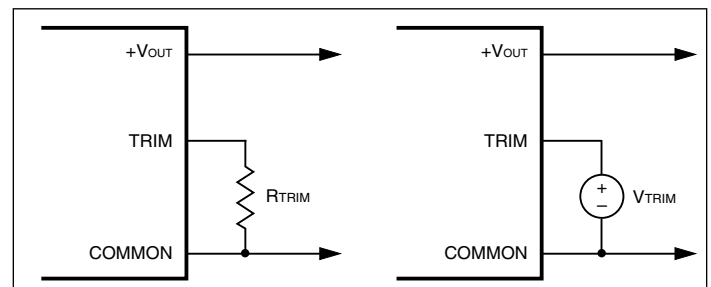 +VOUT
TRIM
RTRIM
COMMON
+VOUT
TRIM
+
–
VTRIM
COMMON